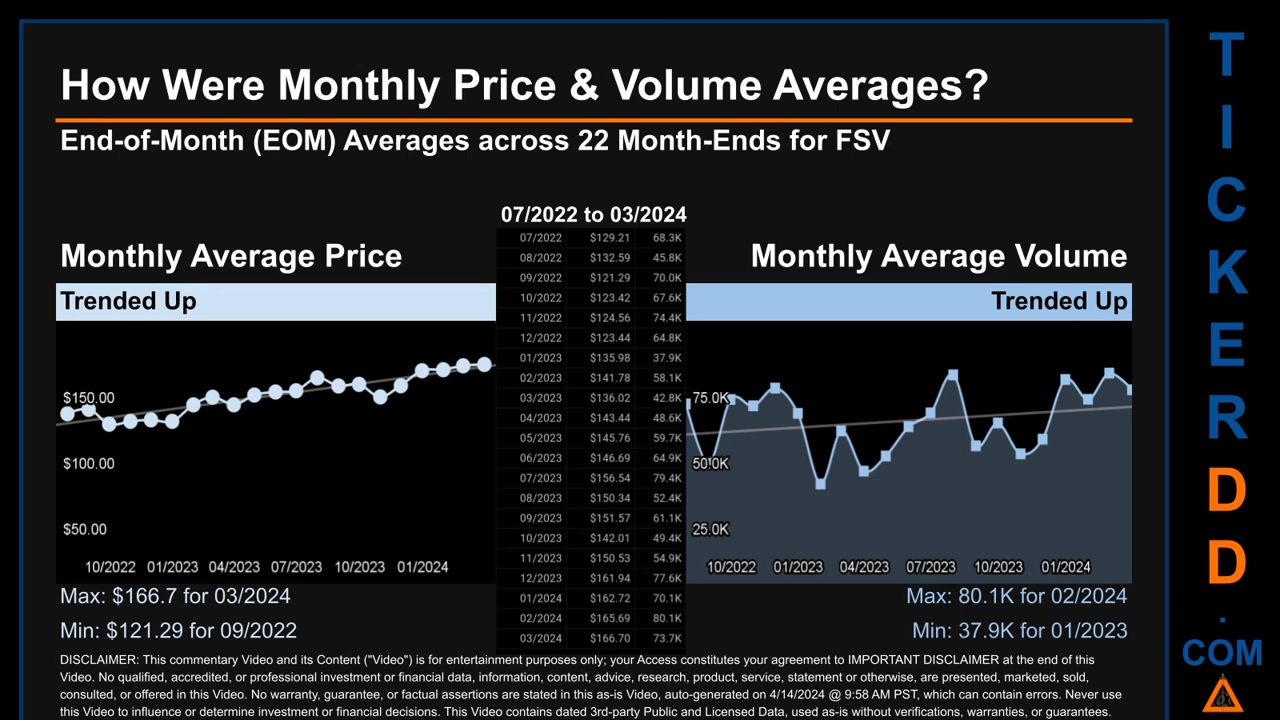 How Were Monthly Price & Volume Averages?
End-of-Month (EOM) Averages across 22 Month-Ends for FSV
07/2022 to 03/2024
Monthly Average Price
Trended Up
$150.00
$100.00
$50.00
10/2022 01/2023 04/2023 07/2023 10/2023 01/2024
Max: $166.7 for 03/2024
Min: $121.29 for 09/2022
07/2022 $129.21 68.3K
08/2022 $132.59 45.8K
09/2022 $121.29 70.0K
10/2022 $123.42 67.6K
11/2022 $124.56 74.4K
12/2022 $123.44 64.8K
01/2023 $135.98 37.9K
02/2023 $141.78 58.1K
03/2023 $136.02 42.8K
04/2023 $143.44 48.6K
05/2023 $145.76 59.7K
06/2023 $146.69 64.9K
07/2023 $156.54 79.4K
08/2023 $150.34 52.4K
09/2023 $151.57 61.1K
10/2023 $142.01 49.4K
11/2023 $150.53 54.9K
12/2023 $161.94 77.6K
01/2024 $162.72 70.1K
02/2024 $165.69 80.1K
03/2024 $166.70 73.7K
Monthly Average Volume
Trended Up
75.0K
50.0K
25.0K
10/2022 01/2023 04/2023 07/2023 10/2023 01/2024
Max: 80.1K for 02/2024
Min: 37.9K for 01/2023
DISCLAIMER: This commentary Video and its Content ("Video") is for entertainment purposes only; your Access constitutes your agreement to IMPORTANT DISCLAIMER at the end of this
Video. No qualified, accredited, or professional investment or financial data, information, content, advice, research, product, service, statement or otherwise, are presented, marketed, sold,
consulted, or offered in this Video. No warranty, guarantee, or factual assertions are stated in this as-is Video, auto-generated on 4/14/2024 @ 9:58 AM PST, which can contain errors. Never use
this Video to influence or determine investment or financial decisions. This Video contains dated 3rd-party Public and Licensed Data, used as-is without verifications, warranties, or guarantees.
T
I
C
K
E
R
D
D
.
COM